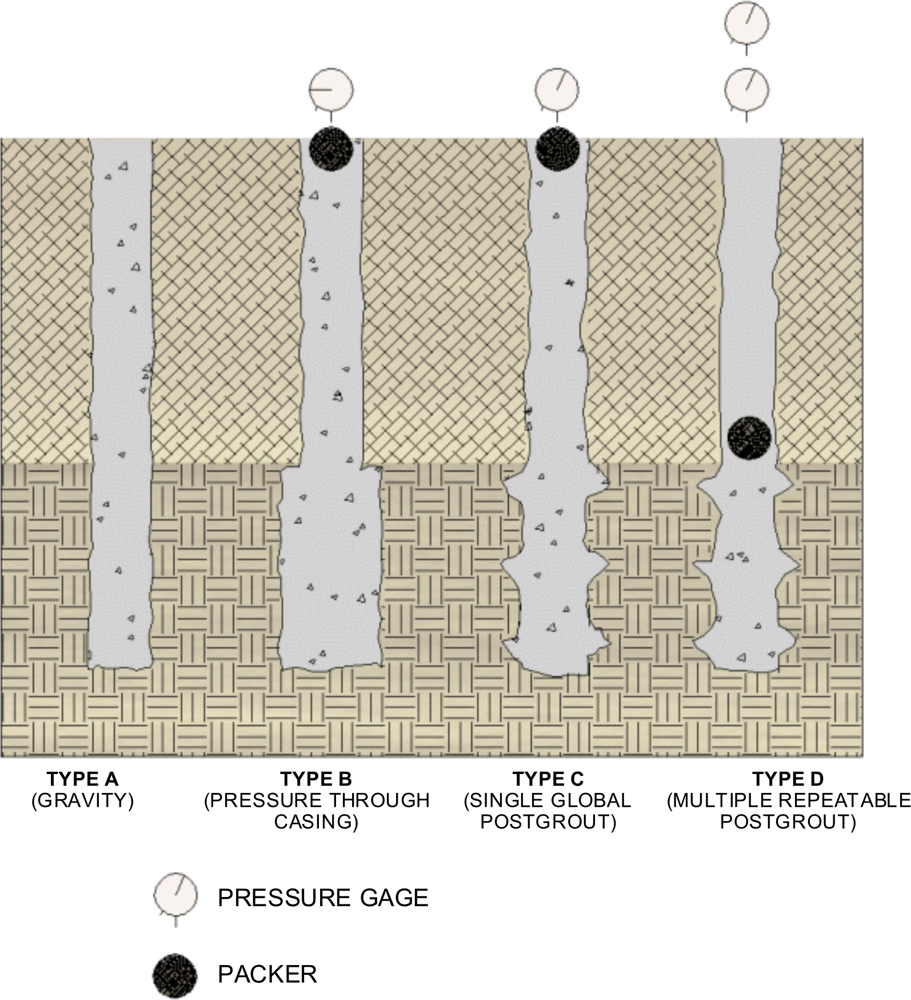 TYPE A
(GRAVITY)
TYPE B
(PRESSURE THROUGH
CASING)
TYPE C
(SINGLE GLOBAL
POSTGROUT)
TYPE D
(MULTIPLE REPEATABLE
POSTGROUT)
PRESSURE GAGE
PACKER